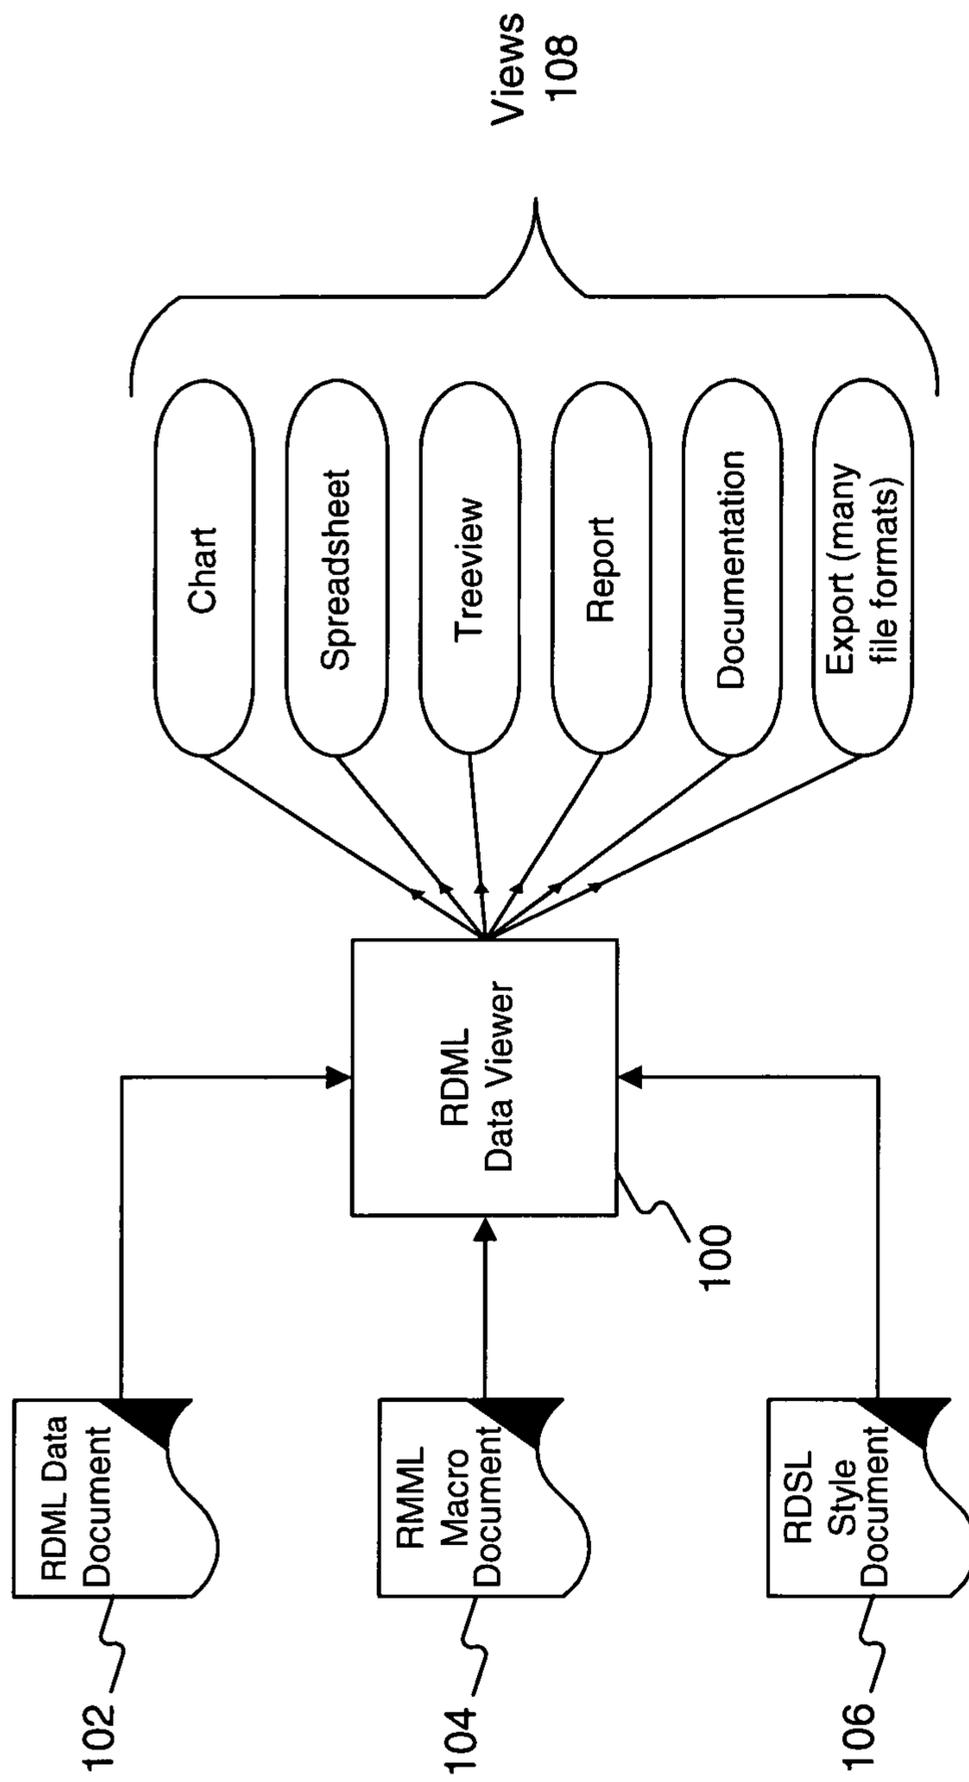 102
RDML Data
Document
104
RMML
Macro
Document
106
RDSL
Style
Document
RDML
Data Viewer
100
Chart
Spreadsheet
Treeview
Report
Documentation
Export (many
file formats)
Views
108